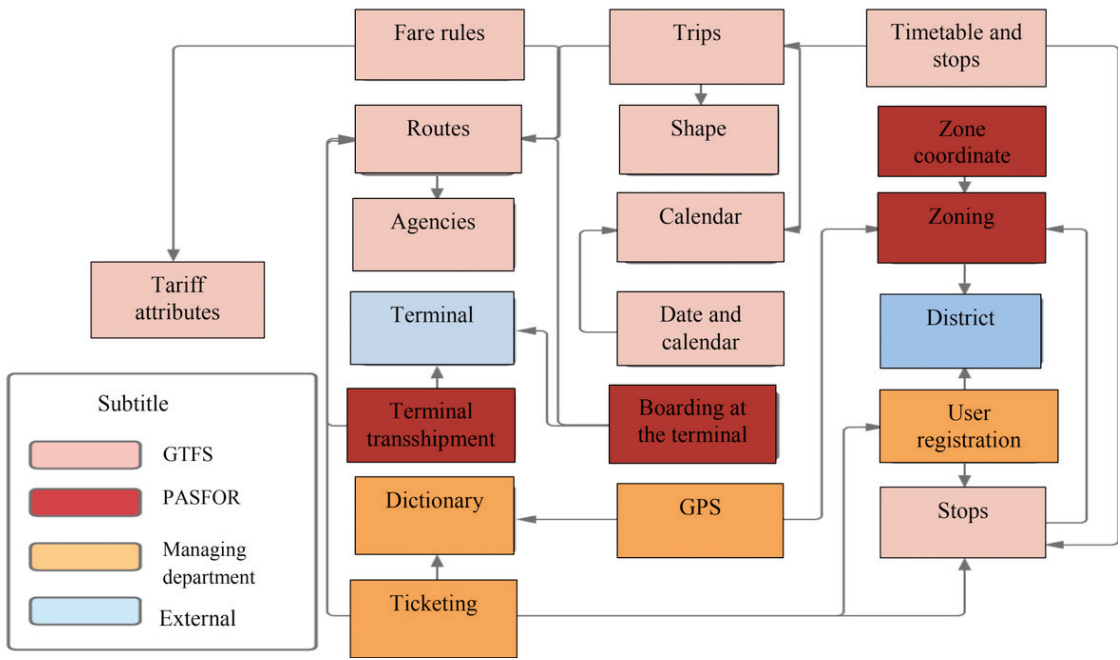 Fare rules
Trips
Timetable and
stops
Routes
Shape
Zone
coordinate
Agencies
Calendar
Zoning
Tariff
attributes
Terminal
Date and
calendar
District
Terminal
transshipment
Boarding at
the terminal
User
registration
Dictionary
GPS
Stops
Ticketing
Subtitle
GTFS
PASFOR
Managing
department
External